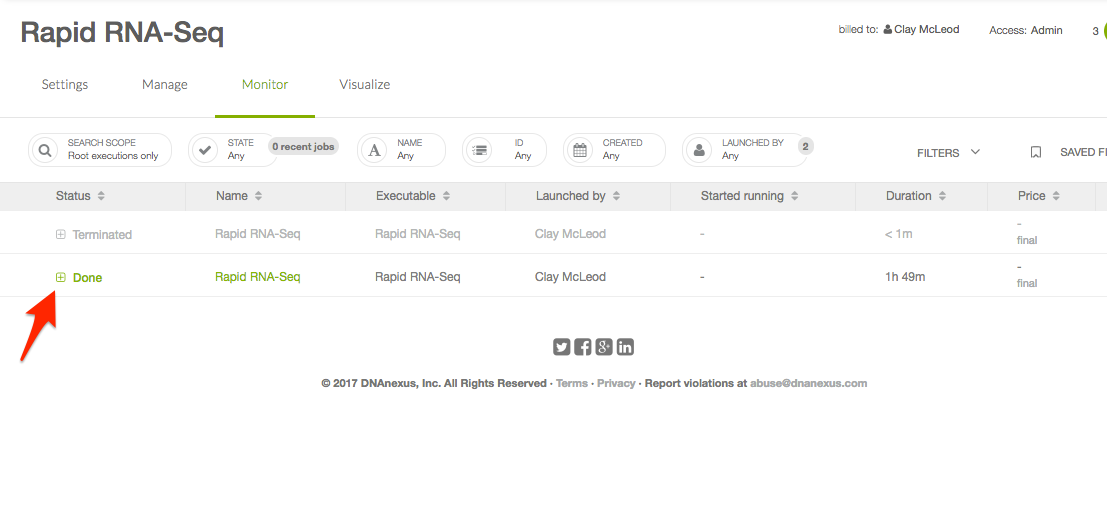 Rapid RNA-Seq
billed to: Clay McLeod Access: Admin 3
Settings Manage Monitor Visualize
SEARCH SCOPE
Root executions only
STATE
Any
0 recent jobs
NAME
Any
ID
Any
CREATED
Any
LAUNCHED BY
Any
2
FILTERS
SAVED FI
Status Name Executable Launched by Started running Duration Price
Terminated Rapid RNA-Seq Rapid RNA-Seq Clay McLeod - < 1m -
final
Done Rapid RNA-Seq Rapid RNA-Seq Clay McLeod - 1h 49m -
final
© 2017 DNAnexus, Inc. All Rights Reserved · Terms · Privacy · Report violations at abuse@dnanexus.com